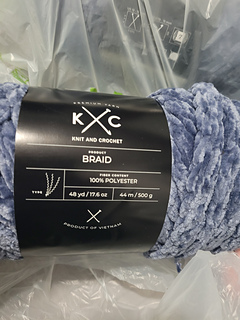 PREMIUM YARN
K C
KNIT AND CROCHET
PRODUCT
BRAID
FIBER CONTENT
100% POLYESTER
TYPE
48 yd / 17.6 oz
44 m / 500 g
PRODUCT OF VIETNAM